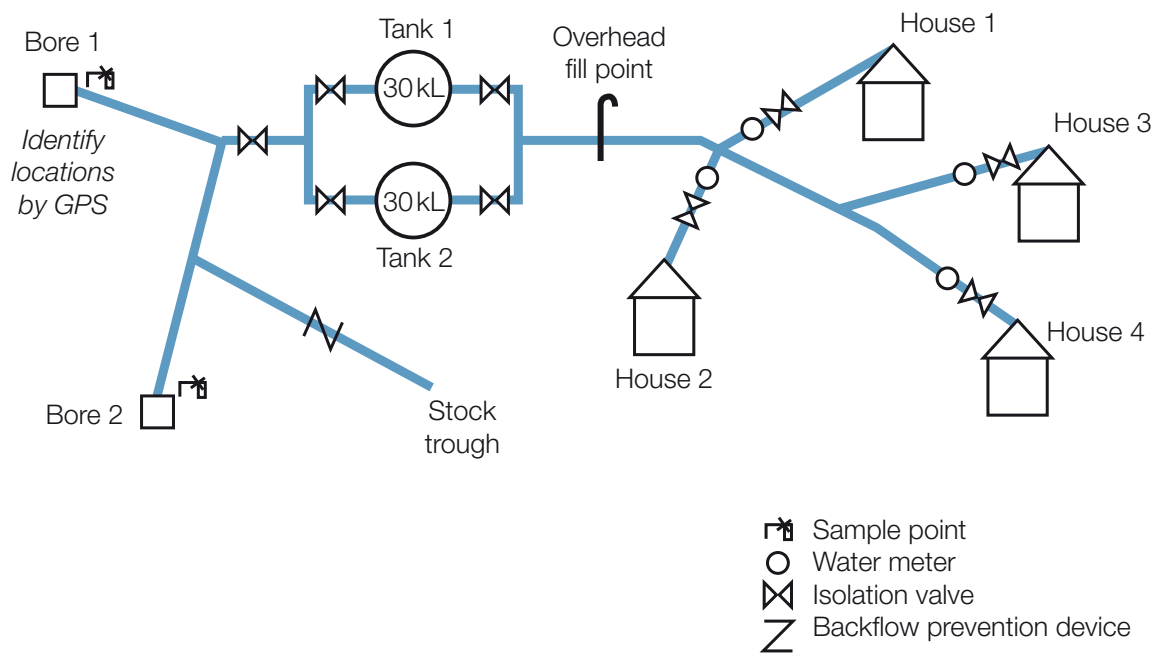 Bore 1
Identify
locations
by GPS
Tank 1
30 kL
30 kL
Tank 2
Overhead
fill point
House 1
House 3
House 2
House 4
Bore 2
Stock
trough
Sample point
Water meter
Isolation valve
Backflow prevention device